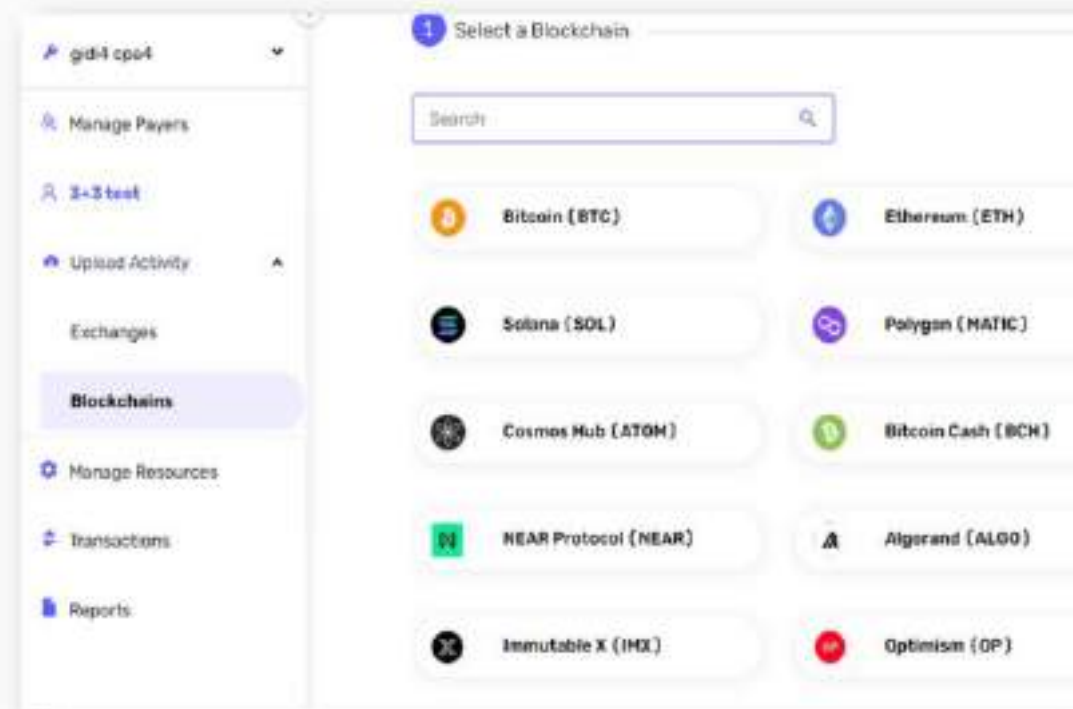 gidi4 cpa4
Manage Payers
3+3 test
Upload Activity
Exchanges
Blockchains
Manage Resources
Transactions
Reports
1 Select a Blockchain
Search
Bitcoin (BTC)
Ethereum (ETH)
Solana (SOL)
Polygon (MATIC)
Cosmos Hub (ATOM)
Bitcoin Cash (BCH)
NEAR Protocol (NEAR)
Algorand (ALGO)
Immutable X (IMX)
OP
Optimism (OP)